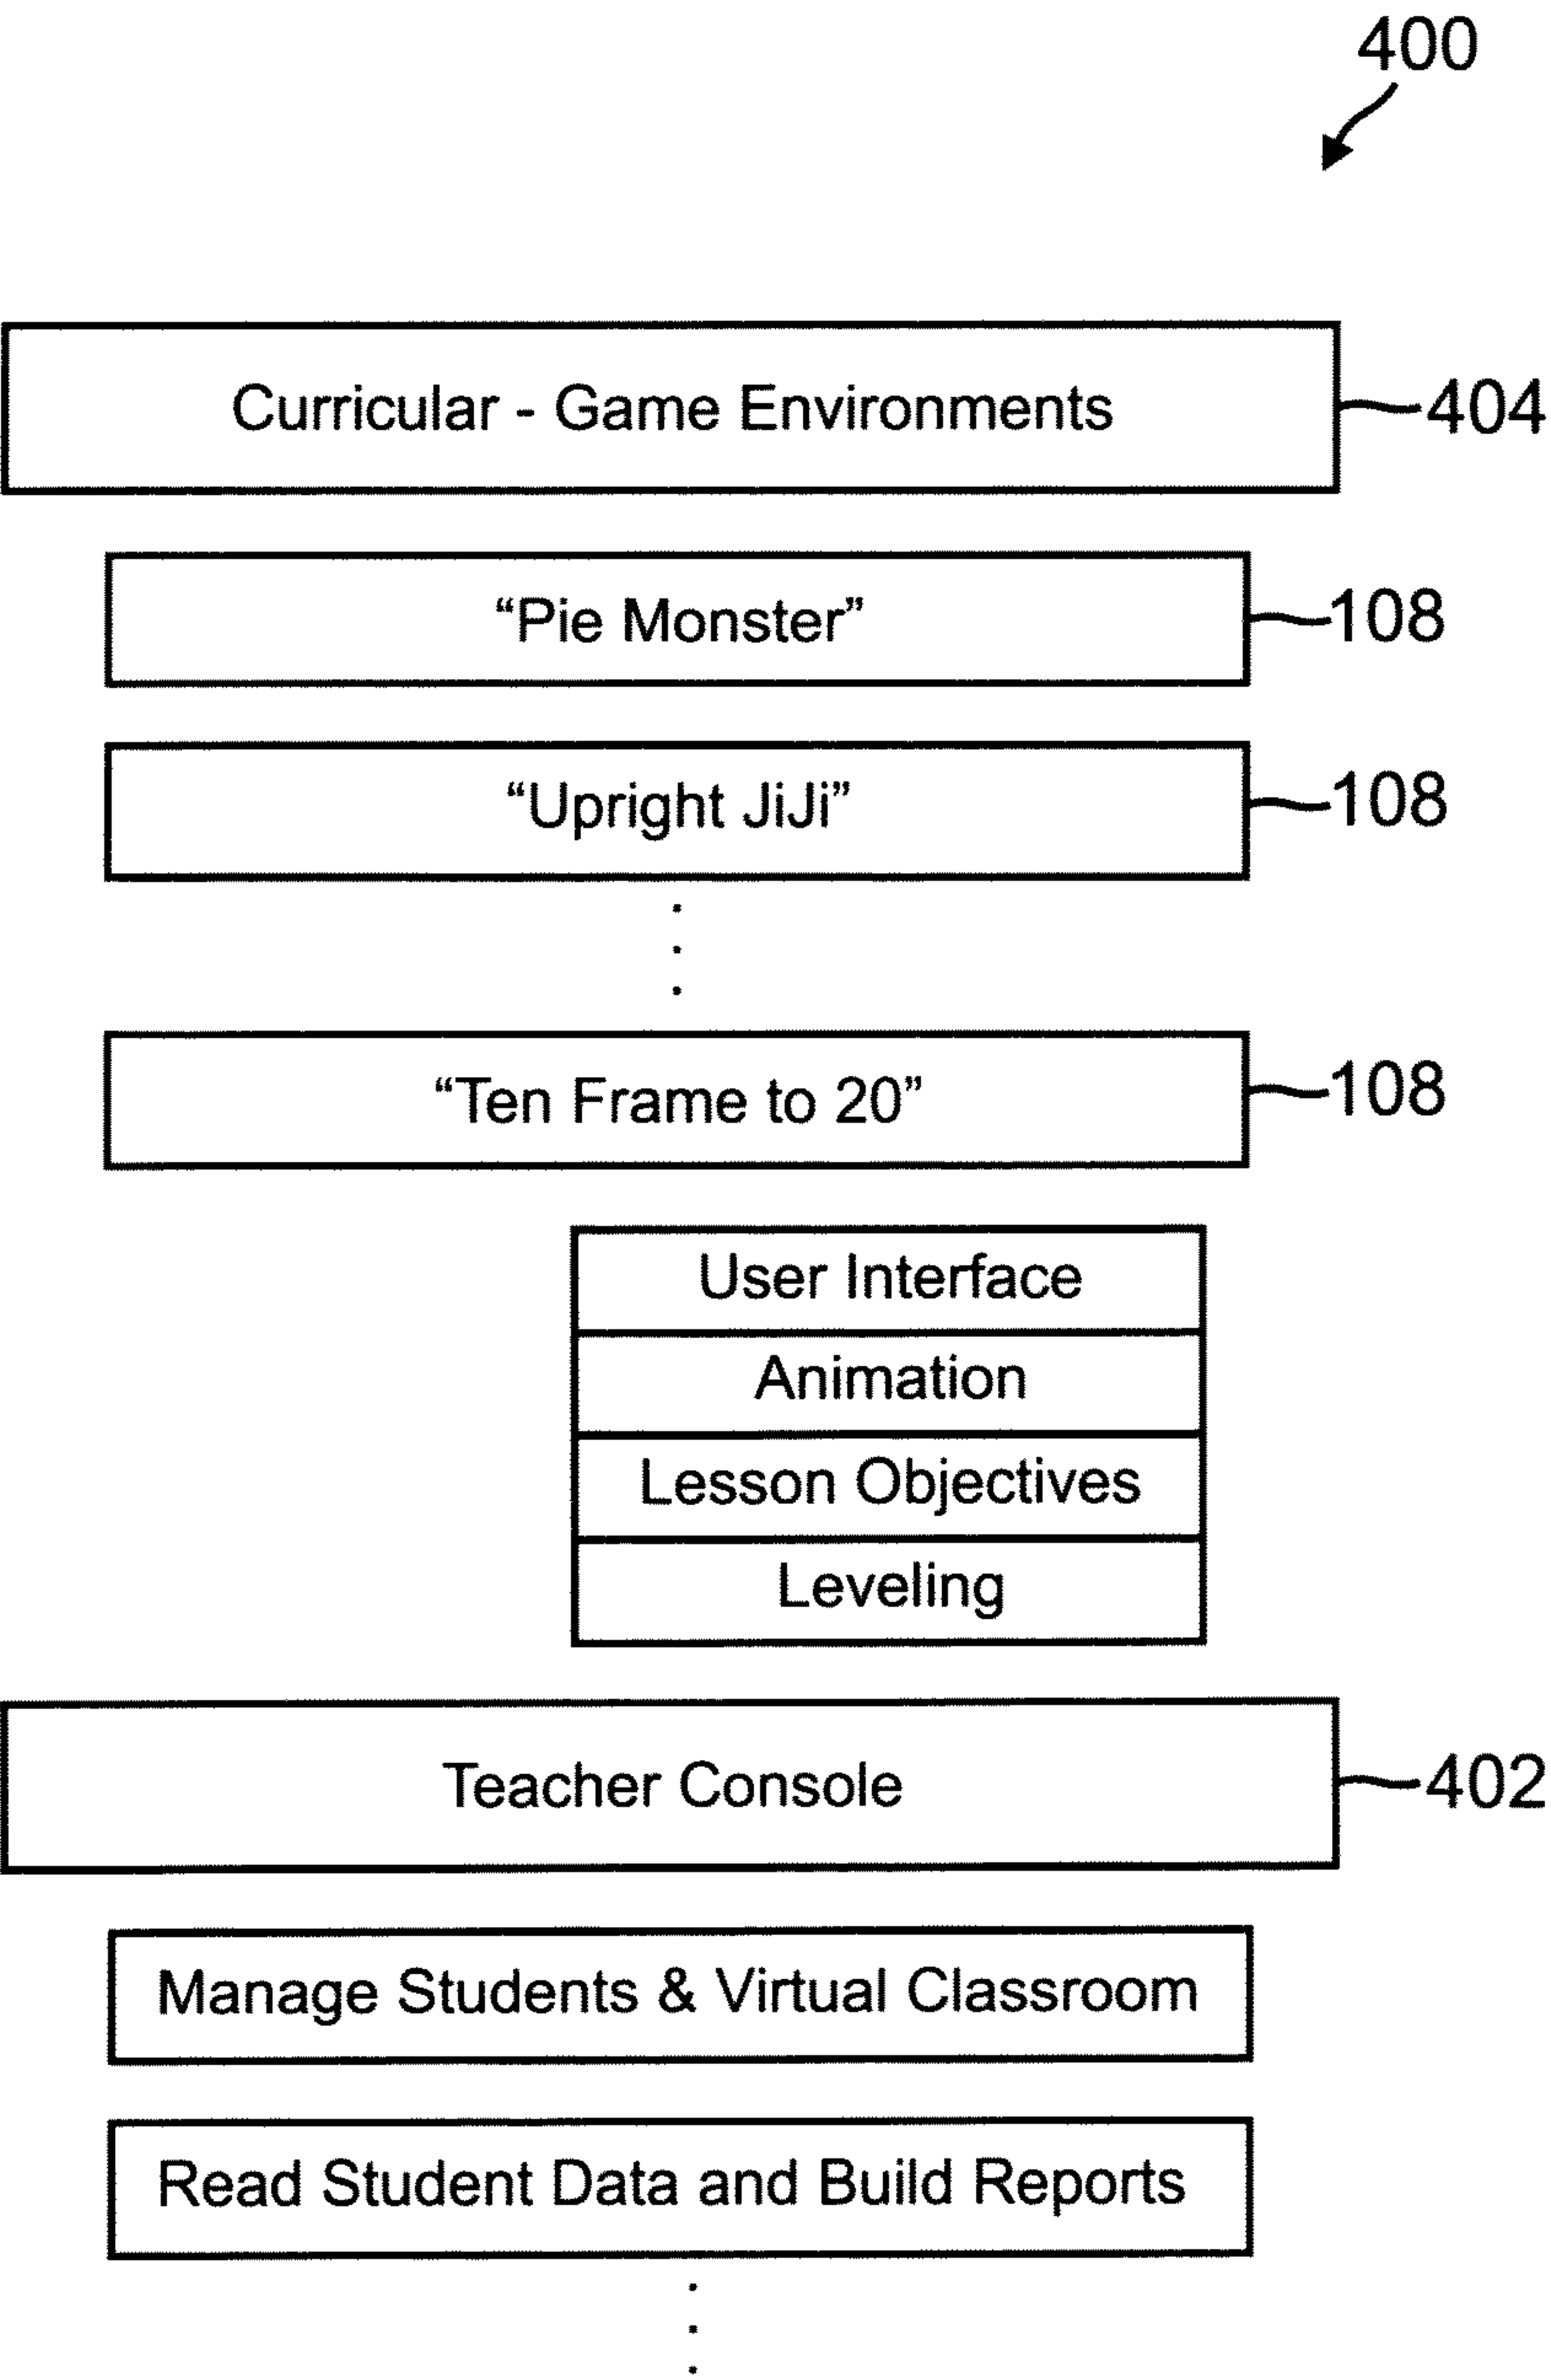 400
Curricular - Game Environments 404
“Pie Monster” 108
“Upright JiJi” 108
“Ten Frame to 20” 108
User Interface
Animation
Lesson Objectives
Leveling
Teacher Console 402
Manage Students & Virtual Classroom
Read Student Data and Build Reports